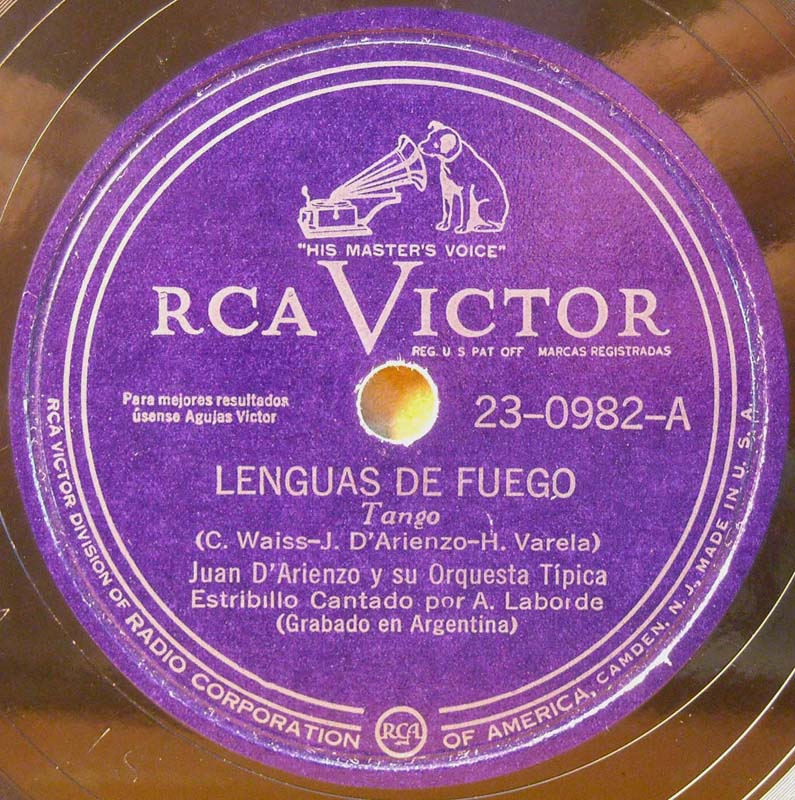 "HIS MASTER'S VOICE"
RCA VICTOR
REG. U S PAT OFF MARCAS REGISTRADAS
Para mejores resultados
úsense Agujas Victor
23-0982-A
LENGUAS DE FUEGO
Tango
(C. Waiss-J. D'Arienzo-H. Varela)
Juan D'Arienzo y su Orquesta Típica
Estribillo Cantado por A. Laborde
(Grabado en Argentina)
RCA VICTOR DIVISION OF RADIO CORPORATION OF AMERICA, CAMDEN, N. J., MADE IN U. S. A.
RCA